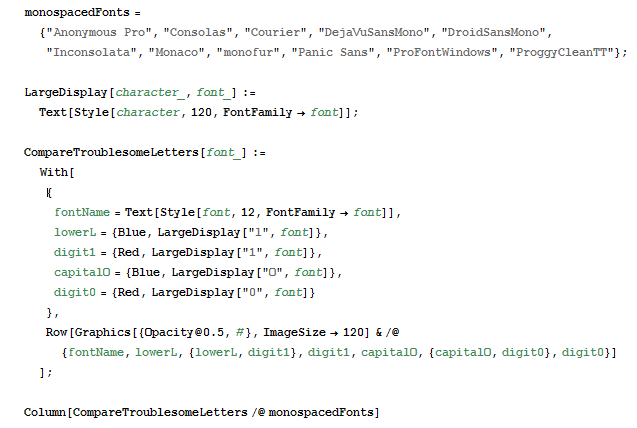 monospacedFonts =
{"Anonymous Pro", "Consolas", "Courier", "DejaVuSansMono", "DroidSansMono",
"Inconsolata", "Monaco", "monofur", "Panic Sans", "ProFontWindows", "ProggyCleanTT"};
LargeDisplay[character_, font_] :=
Text[Style[character, 120, FontFamily → font]];
CompareTroublesomeLetters[font_] :=
With[
{
fontName = Text[Style[font, 12, FontFamily → font]],
lowerL = {Blue, LargeDisplay["l", font]},
digit1 = {Red, LargeDisplay["1", font]},
capitalO = {Blue, LargeDisplay["O", font]},
digit0 = {Red, LargeDisplay["0", font]}
},
Row[Graphics[{Opacity@0.5, #}, ImageSize → 120] & /@
{fontName, lowerL, {lowerL, digit1}, digit1, capitalO, {capitalO, digit0}, digit0}]
];
Column[CompareTroublesomeLetters /@ monospacedFonts]